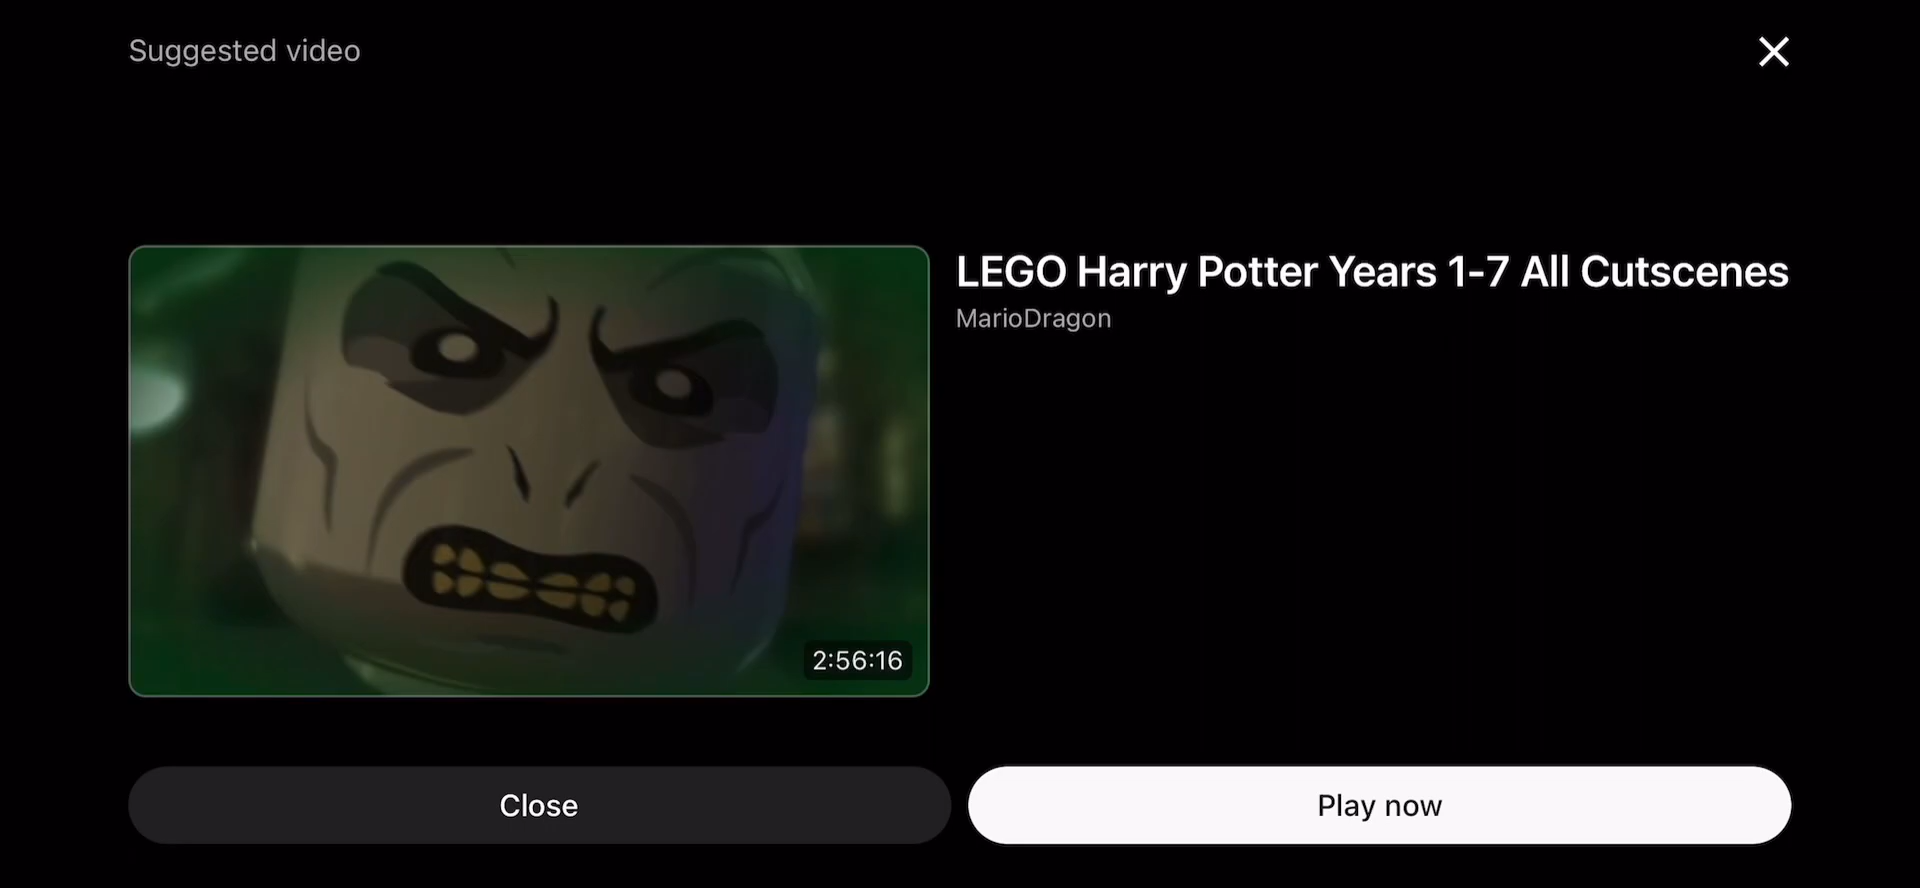 Suggested video
LEGO Harry Potter Years 1-7 All Cutscenes
MarioDragon
2:56:16
Close
Play now